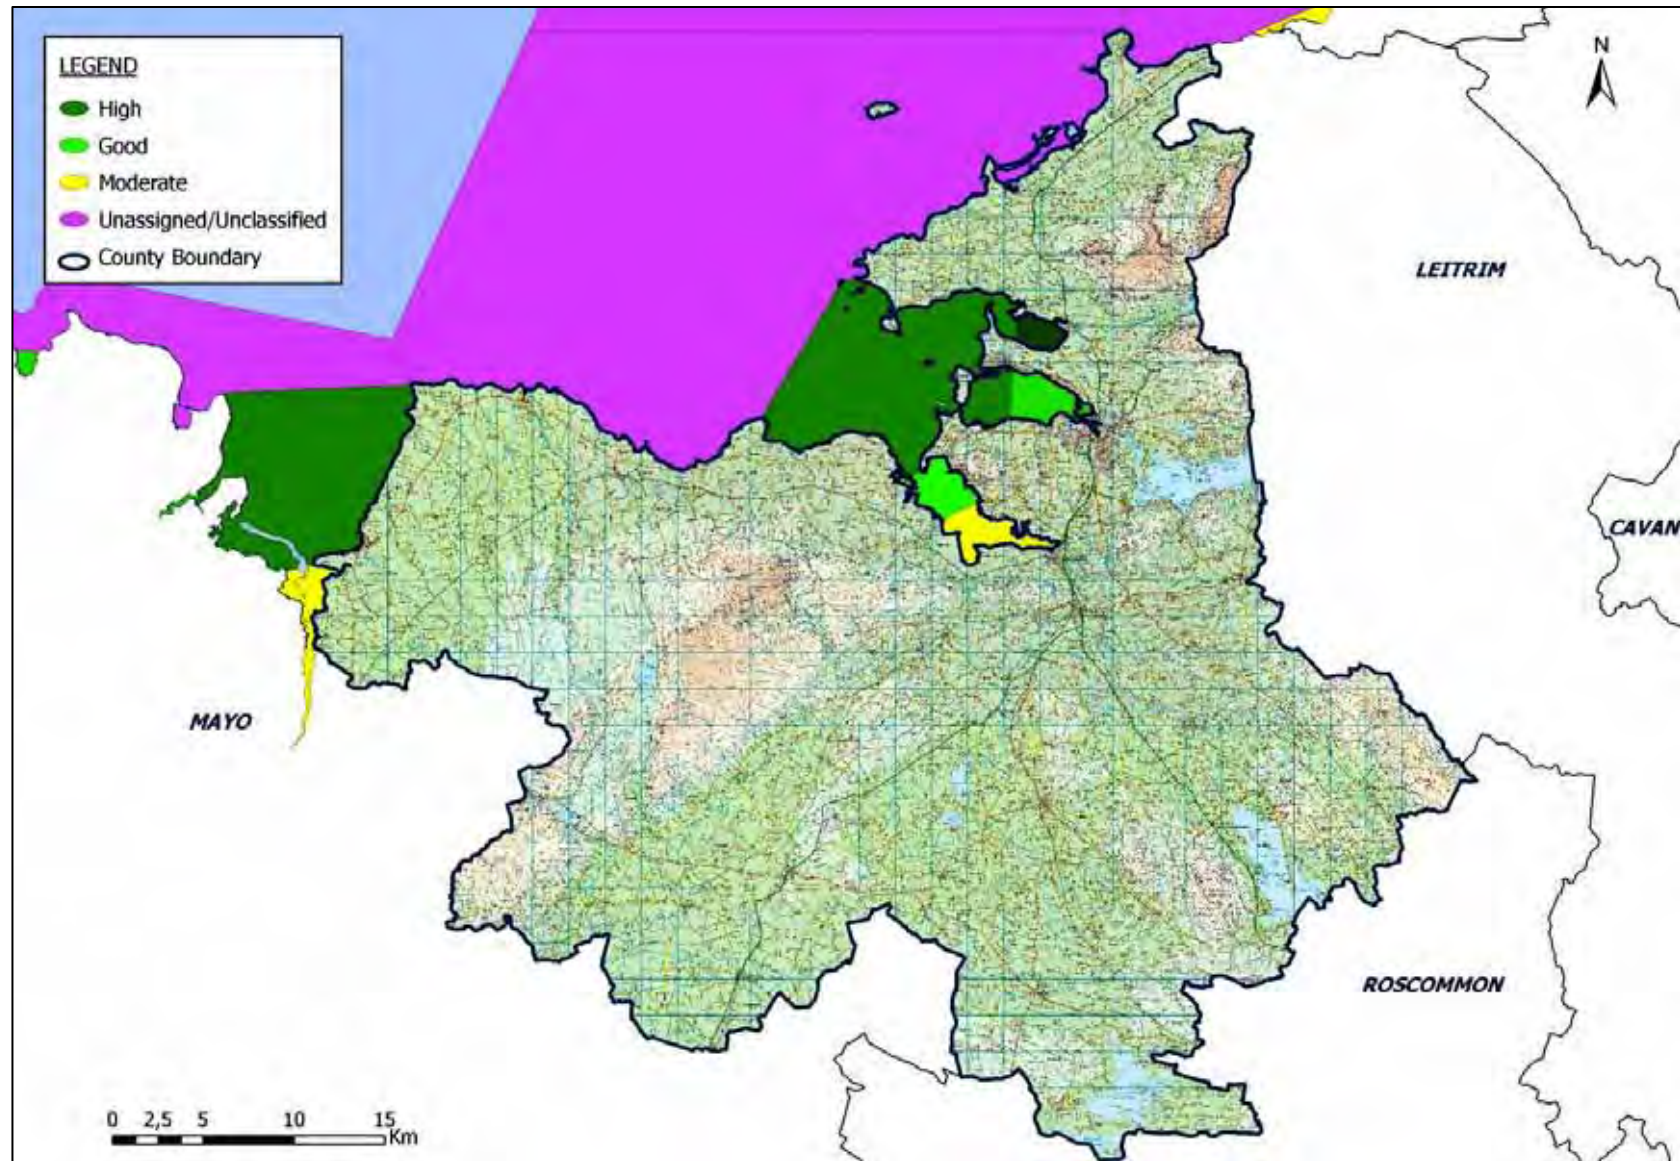 LEGEND
High
Good
Moderate
Unassigned/Unclassified
County Boundary
N
LEITRIM
CAVAN
MAYO
ROSCOMMON
0 2,5 5 10 15
Km